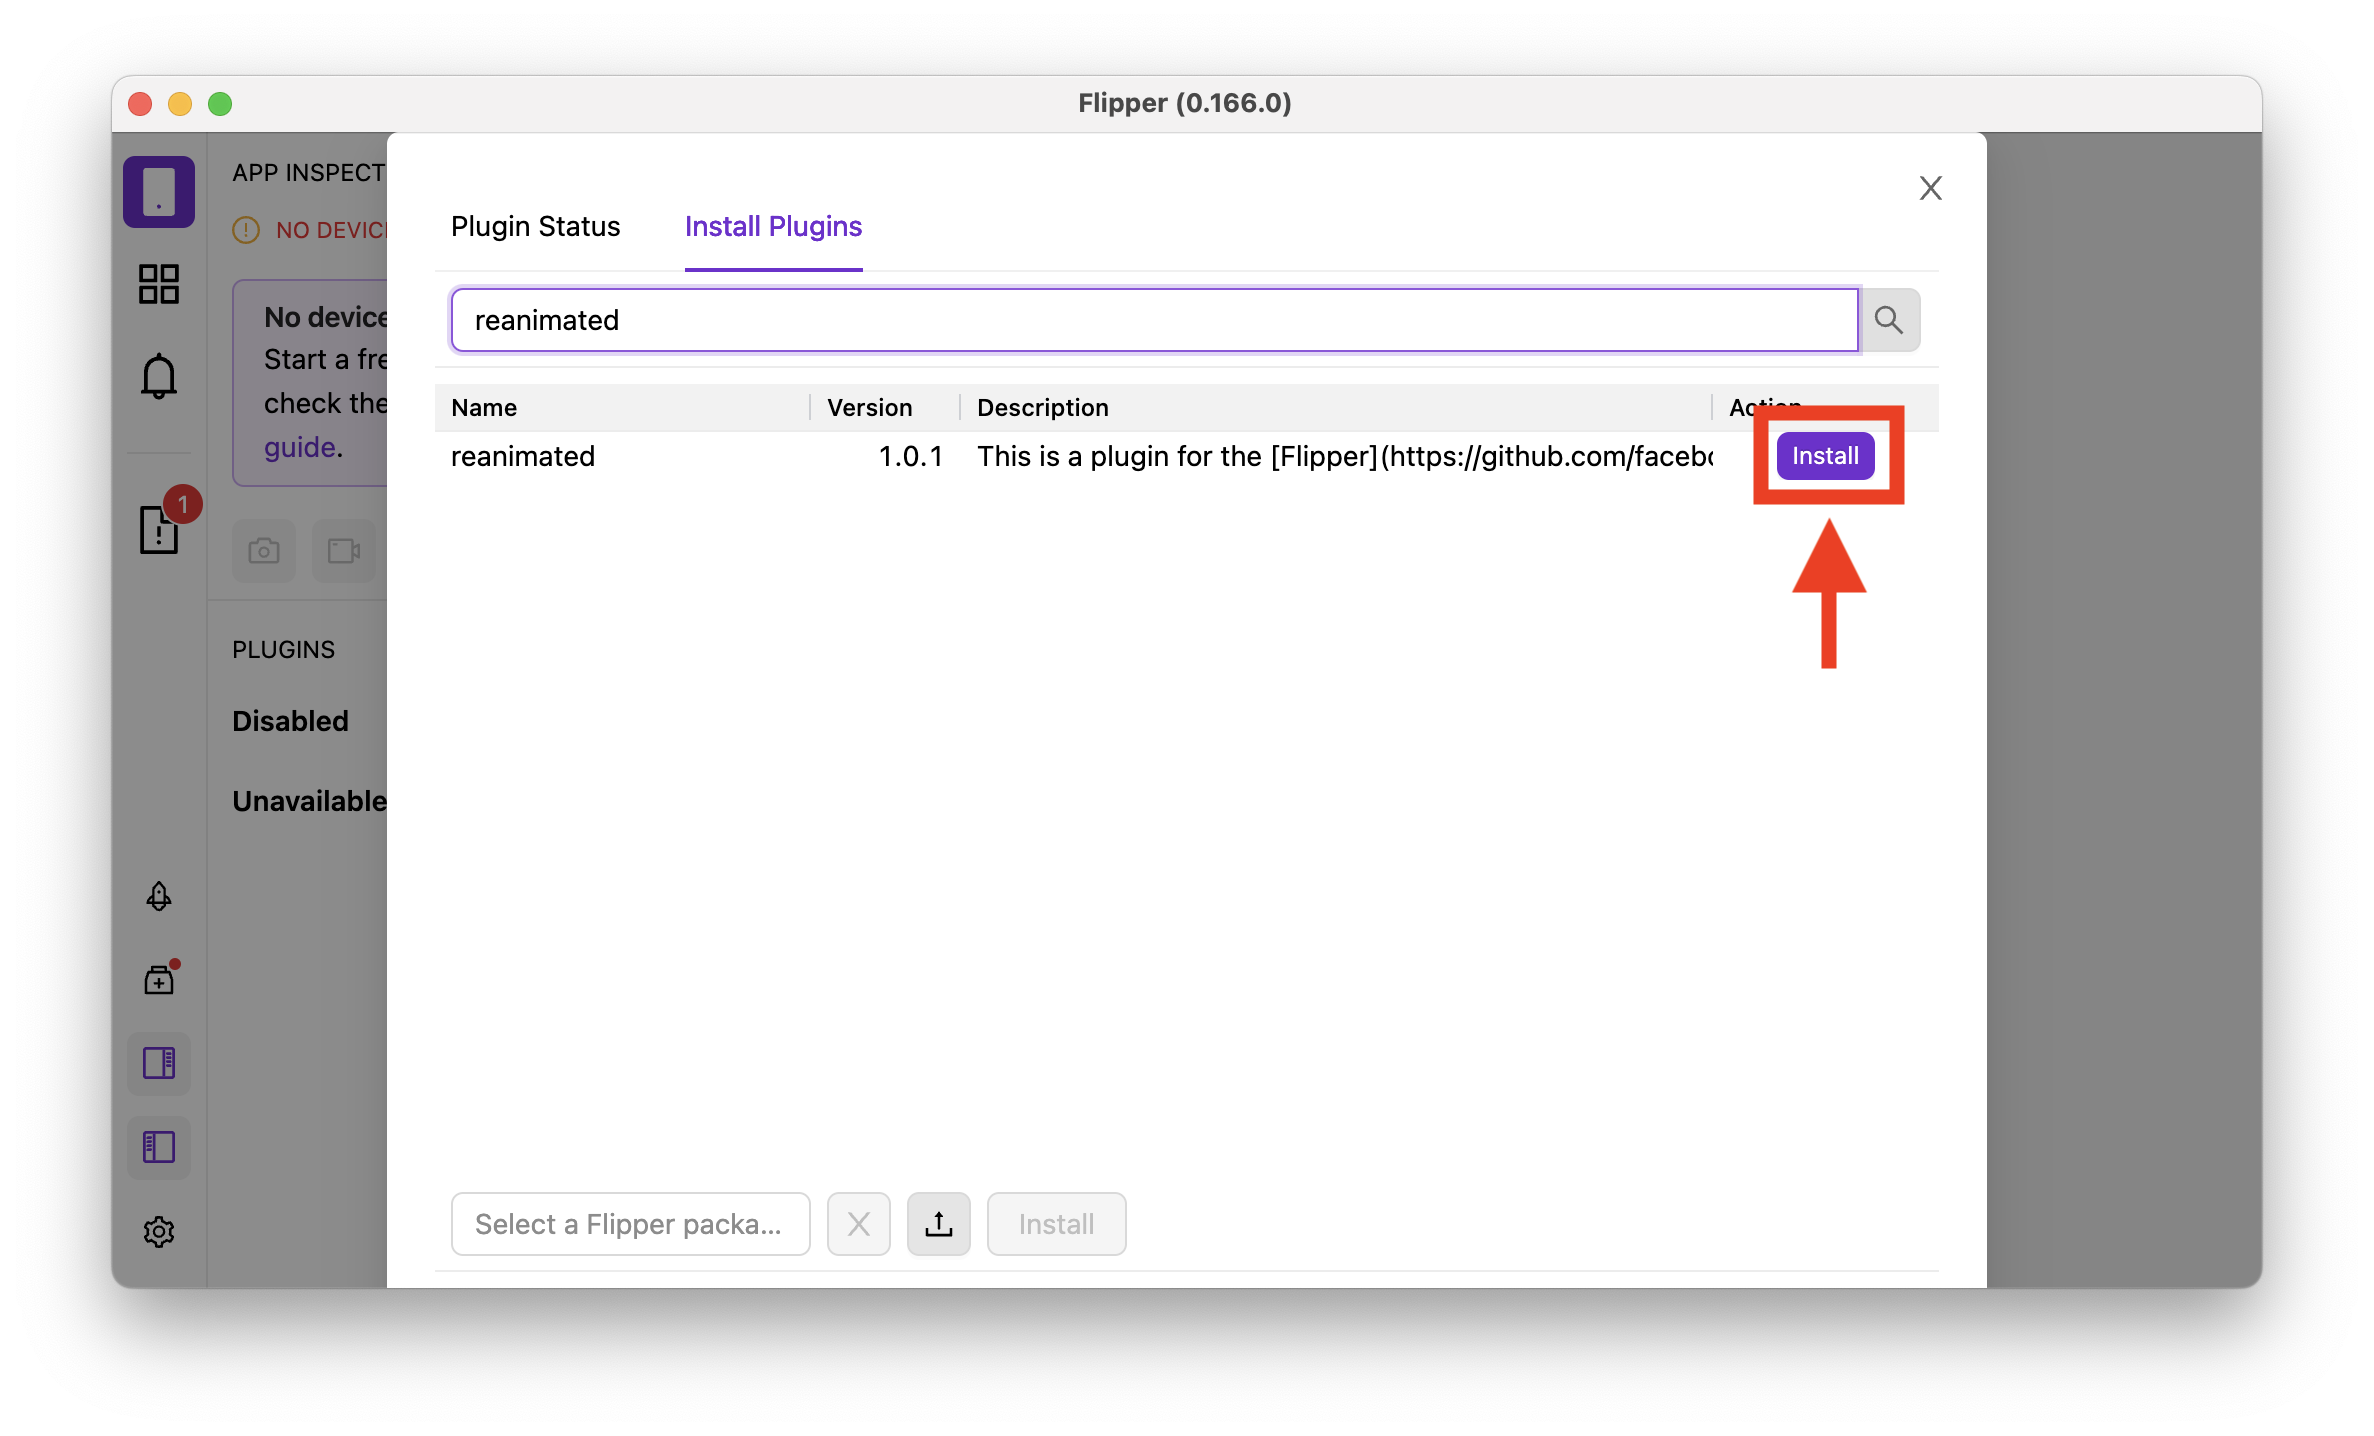 Flipper (0.166.0)
APP INSPECT
NO DEVIC
No device
Start a fre
check the
guide.
1
PLUGINS
Disabled
Unavailable
Plugin Status
Install Plugins
reanimated
Name Version Description Action
reanimated 1.0.1 This is a plugin for the [Flipper](https://github.com/facebo Install
Select a Flipper packa...
Install